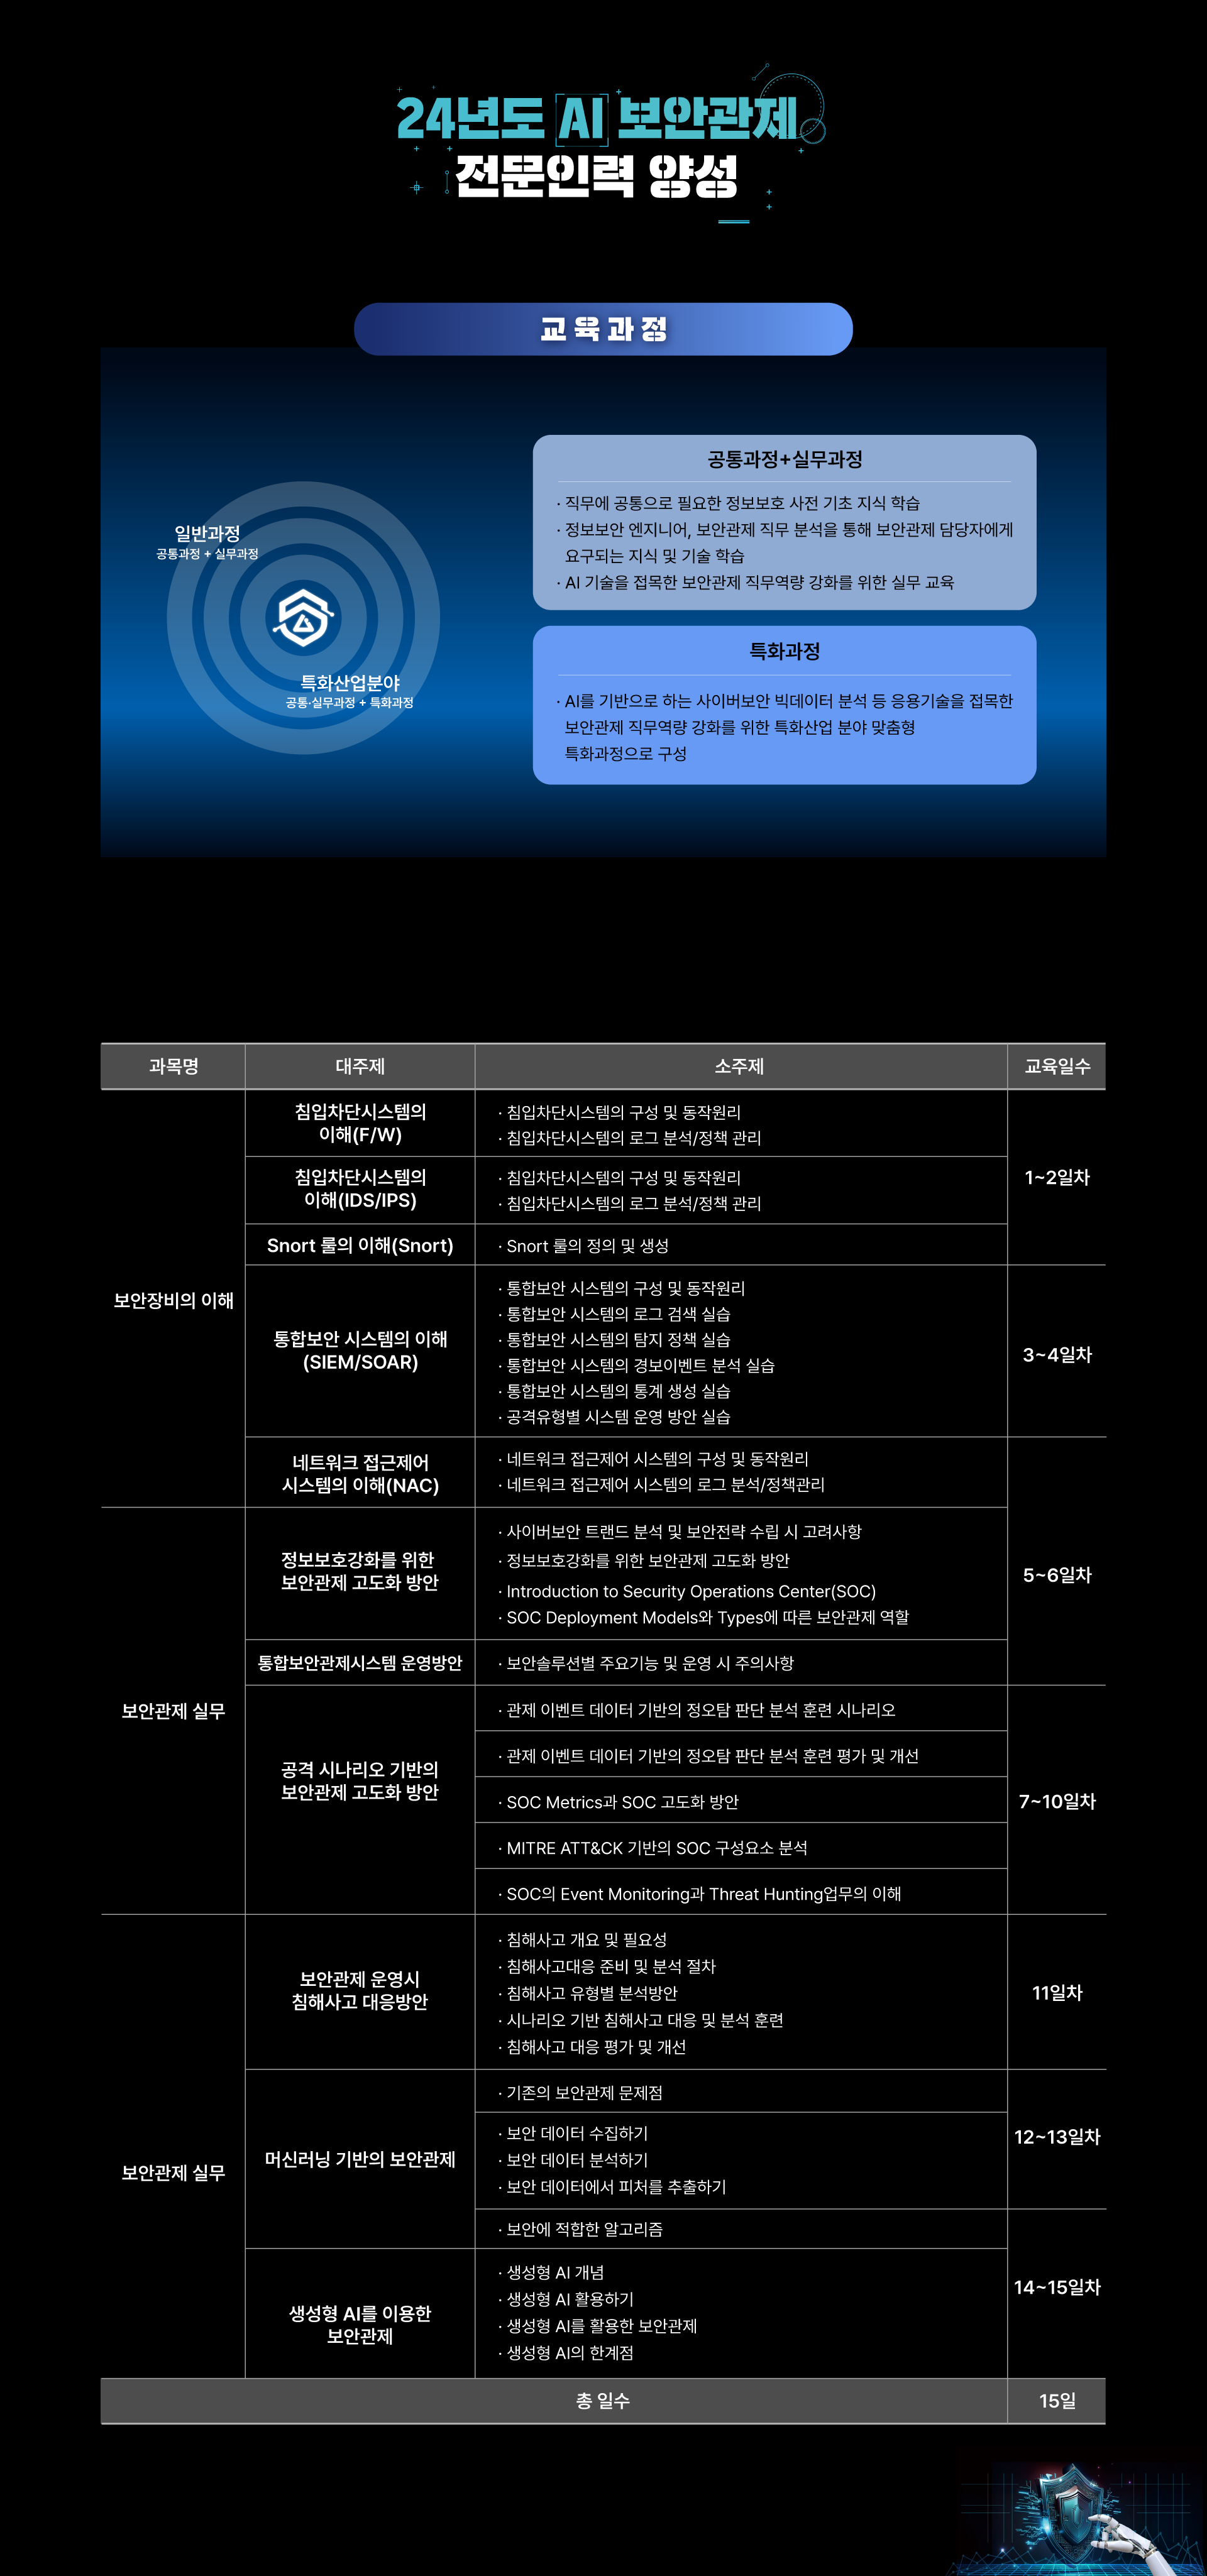 24년도 AI 보안관제
전문인력 양성
교육과정
일반과정
공통과정 + 실무과정
특화산업분야
공통·실무과정 + 특화과정
공통과정+실무과정
· 직무에 공통으로 필요한 정보보호 사전 기초 지식 학습
· 정보보안 엔지니어, 보안관제 직무 분석을 통해 보안관제 담당자에게
요구되는 지식 및 기술 학습
· AI 기술을 접목한 보안관제 직무역량 강화를 위한 실무 교육
특화과정
· AI를 기반으로 하는 사이버보안 빅데이터 분석 등 응용기술을 접목한
보안관제 직무역량 강화를 위한 특화산업 분야 맞춤형
특화과정으로 구성
과목명 대주제 소주제 교육일수
보안장비의 이해
침입차단시스템의
이해(F/W)
· 침입차단시스템의 구성 및 동작원리
· 침입차단시스템의 로그 분석/정책 관리
1~2일차
침입차단시스템의
이해(IDS/IPS)
· 침입차단시스템의 구성 및 동작원리
· 침입차단시스템의 로그 분석/정책 관리
Snort 룰의 이해(Snort)
· Snort 룰의 정의 및 생성
통합보안 시스템의 이해
(SIEM/SOAR)
· 통합보안 시스템의 구성 및 동작원리
· 통합보안 시스템의 로그 검색 실습
· 통합보안 시스템의 탐지 정책 실습
· 통합보안 시스템의 경보이벤트 분석 실습
· 통합보안 시스템의 통계 생성 실습
· 공격유형별 시스템 운영 방안 실습
3~4일차
네트워크 접근제어
시스템의 이해(NAC)
· 네트워크 접근제어 시스템의 구성 및 동작원리
· 네트워크 접근제어 시스템의 로그 분석/정책관리
5~6일차
보안관제 실무
정보보호강화를 위한
보안관제 고도화 방안
· 사이버보안 트랜드 분석 및 보안전략 수립 시 고려사항
· 정보보호강화를 위한 보안관제 고도화 방안
· Introduction to Security Operations Center(SOC)
· SOC Deployment Models와 Types에 따른 보안관제 역할
통합보안관제시스템 운영방안
· 보안솔루션별 주요기능 및 운영 시 주의사항
공격 시나리오 기반의
보안관제 고도화 방안
· 관제 이벤트 데이터 기반의 정오탐 판단 분석 훈련 시나리오
· 관제 이벤트 데이터 기반의 정오탐 판단 분석 훈련 평가 및 개선
· SOC Metrics과 SOC 고도화 방안
· MITRE ATT&CK 기반의 SOC 구성요소 분석
· SOC의 Event Monitoring과 Threat Hunting업무의 이해
7~10일차
보안관제 실무
보안관제 운영시
침해사고 대응방안
· 침해사고 개요 및 필요성
· 침해사고대응 준비 및 분석 절차
· 침해사고 유형별 분석방안
· 시나리오 기반 침해사고 대응 및 분석 훈련
· 침해사고 대응 평가 및 개선
11일차
머신러닝 기반의 보안관제
· 기존의 보안관제 문제점
· 보안 데이터 수집하기
· 보안 데이터 분석하기
· 보안 데이터에서 피처를 추출하기
12~13일차
· 보안에 적합한 알고리즘
생성형 AI를 이용한
보안관제
· 생성형 AI 개념
· 생성형 AI 활용하기
· 생성형 AI를 활용한 보안관제
· 생성형 AI의 한계점
14~15일차
총 일수 15일